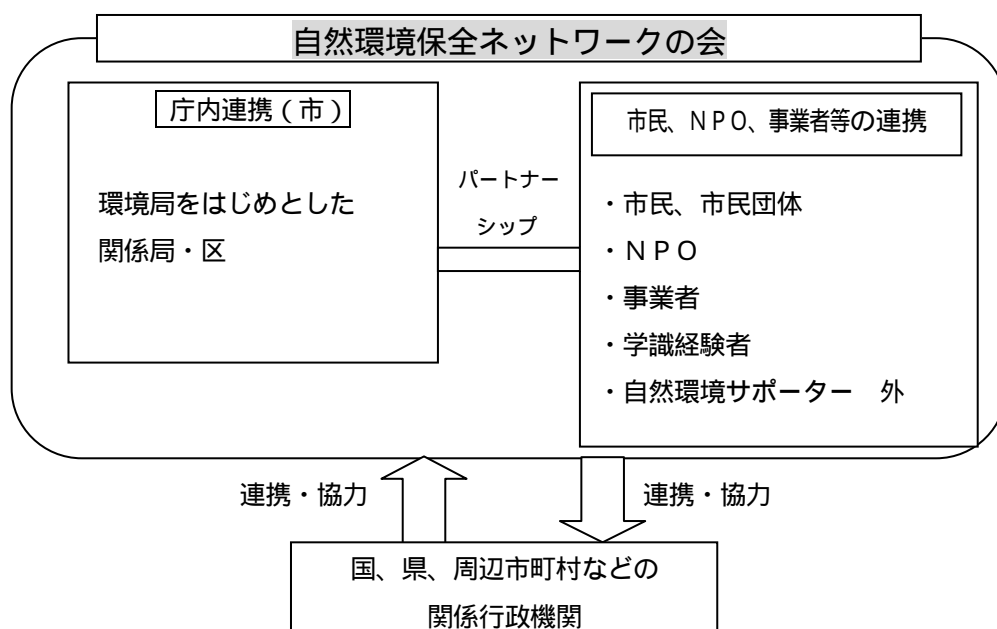 自然環境保全ネットワークの会
庁内連携(市)
環境局をはじめとした
関係局・区
パートナー
シップ
市民、NPO、事業者等の連携
・市民、市民団体
・NPO
・事業者
・学識経験者
・自然環境サポーター　外
連携・協力
連携・協力
国、県、周辺市町村などの
関係行政機関